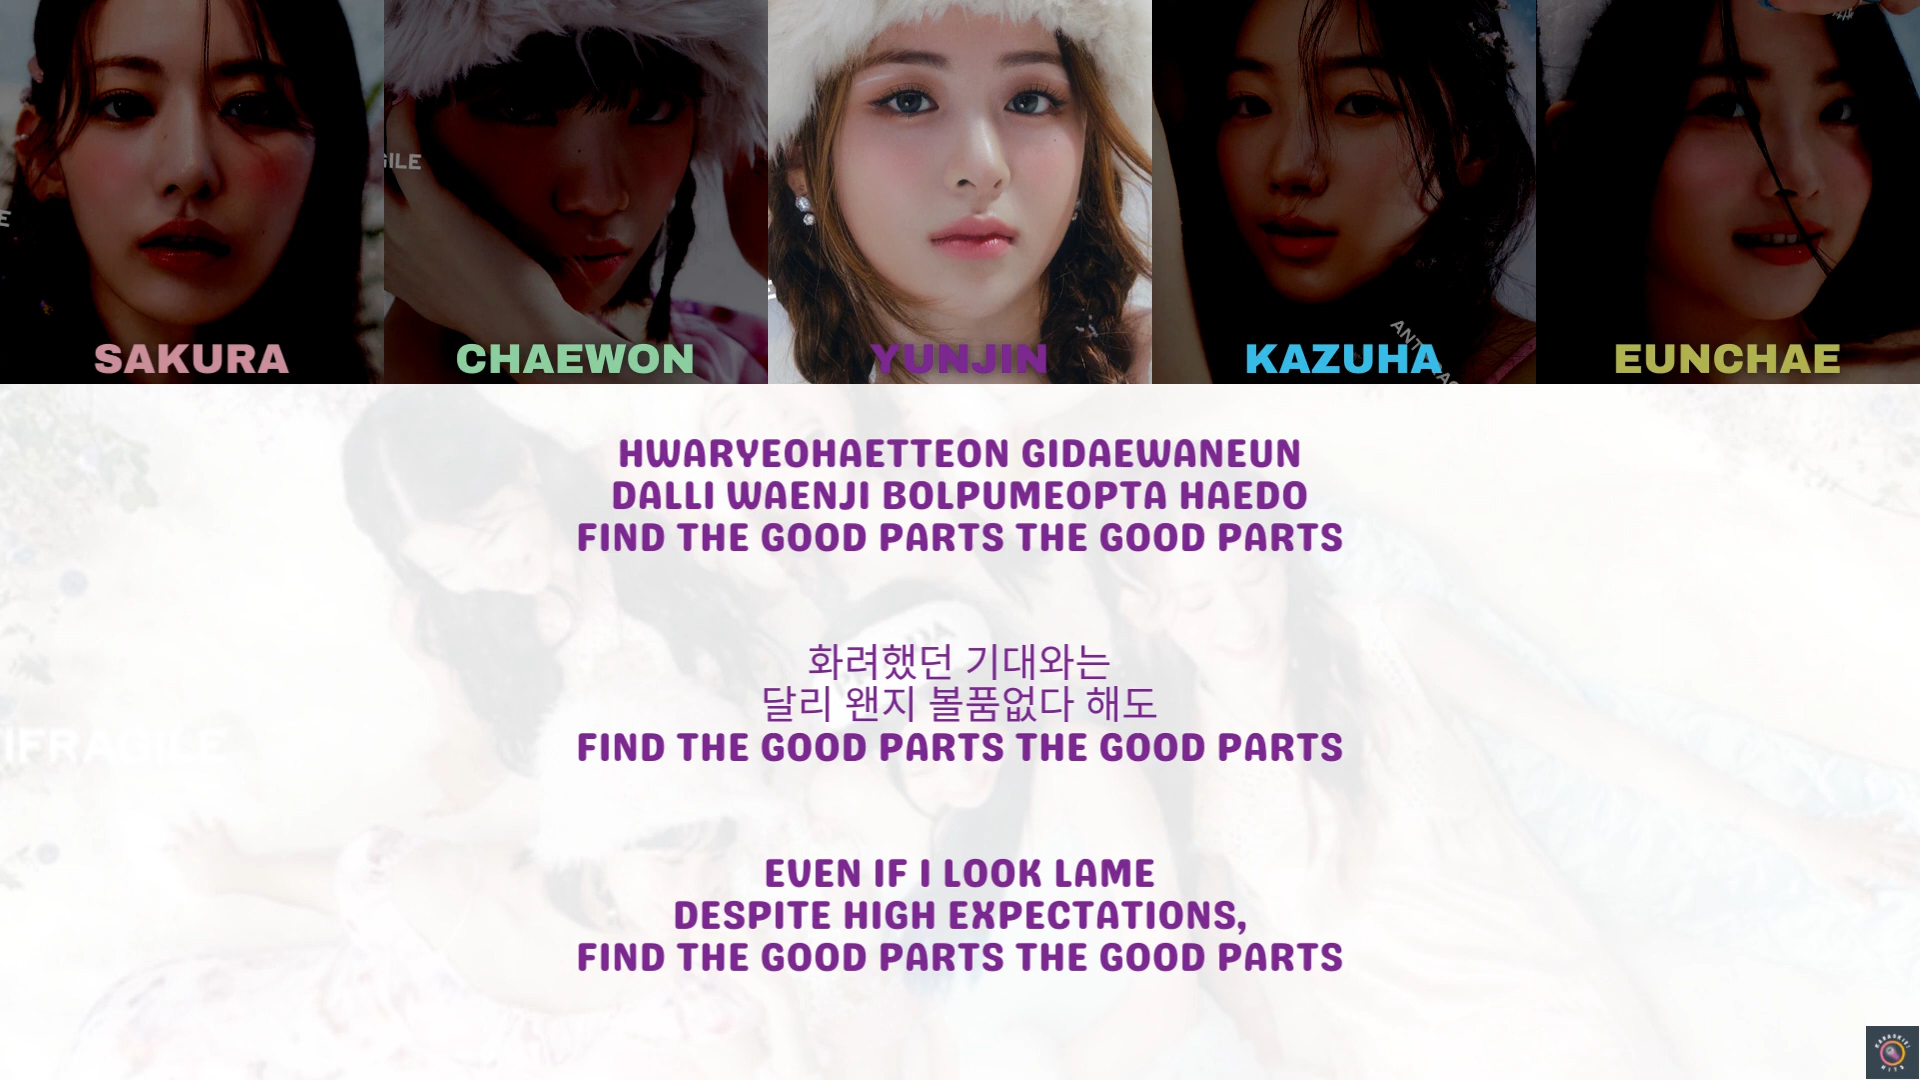 GILE
E
ANT
SAKURA
CHAEWON
YUNJIN
KAZUHA
EUNCHAE
HWARYEOHAETTEON GIDAEWANEUN
DALLI WAENJI BOLPUMEOPTA HAEDO
FIND THE GOOD PARTS THE GOOD PARTS
화려했던 기대와는
달리 왠지 볼품없다 해도
FIND THE GOOD PARTS THE GOOD PARTS
IFRAGILE
EVEN IF I LOOK LAME
DESPITE HIGH EXPECTATIONS,
FIND THE GOOD PARTS THE GOOD PARTS